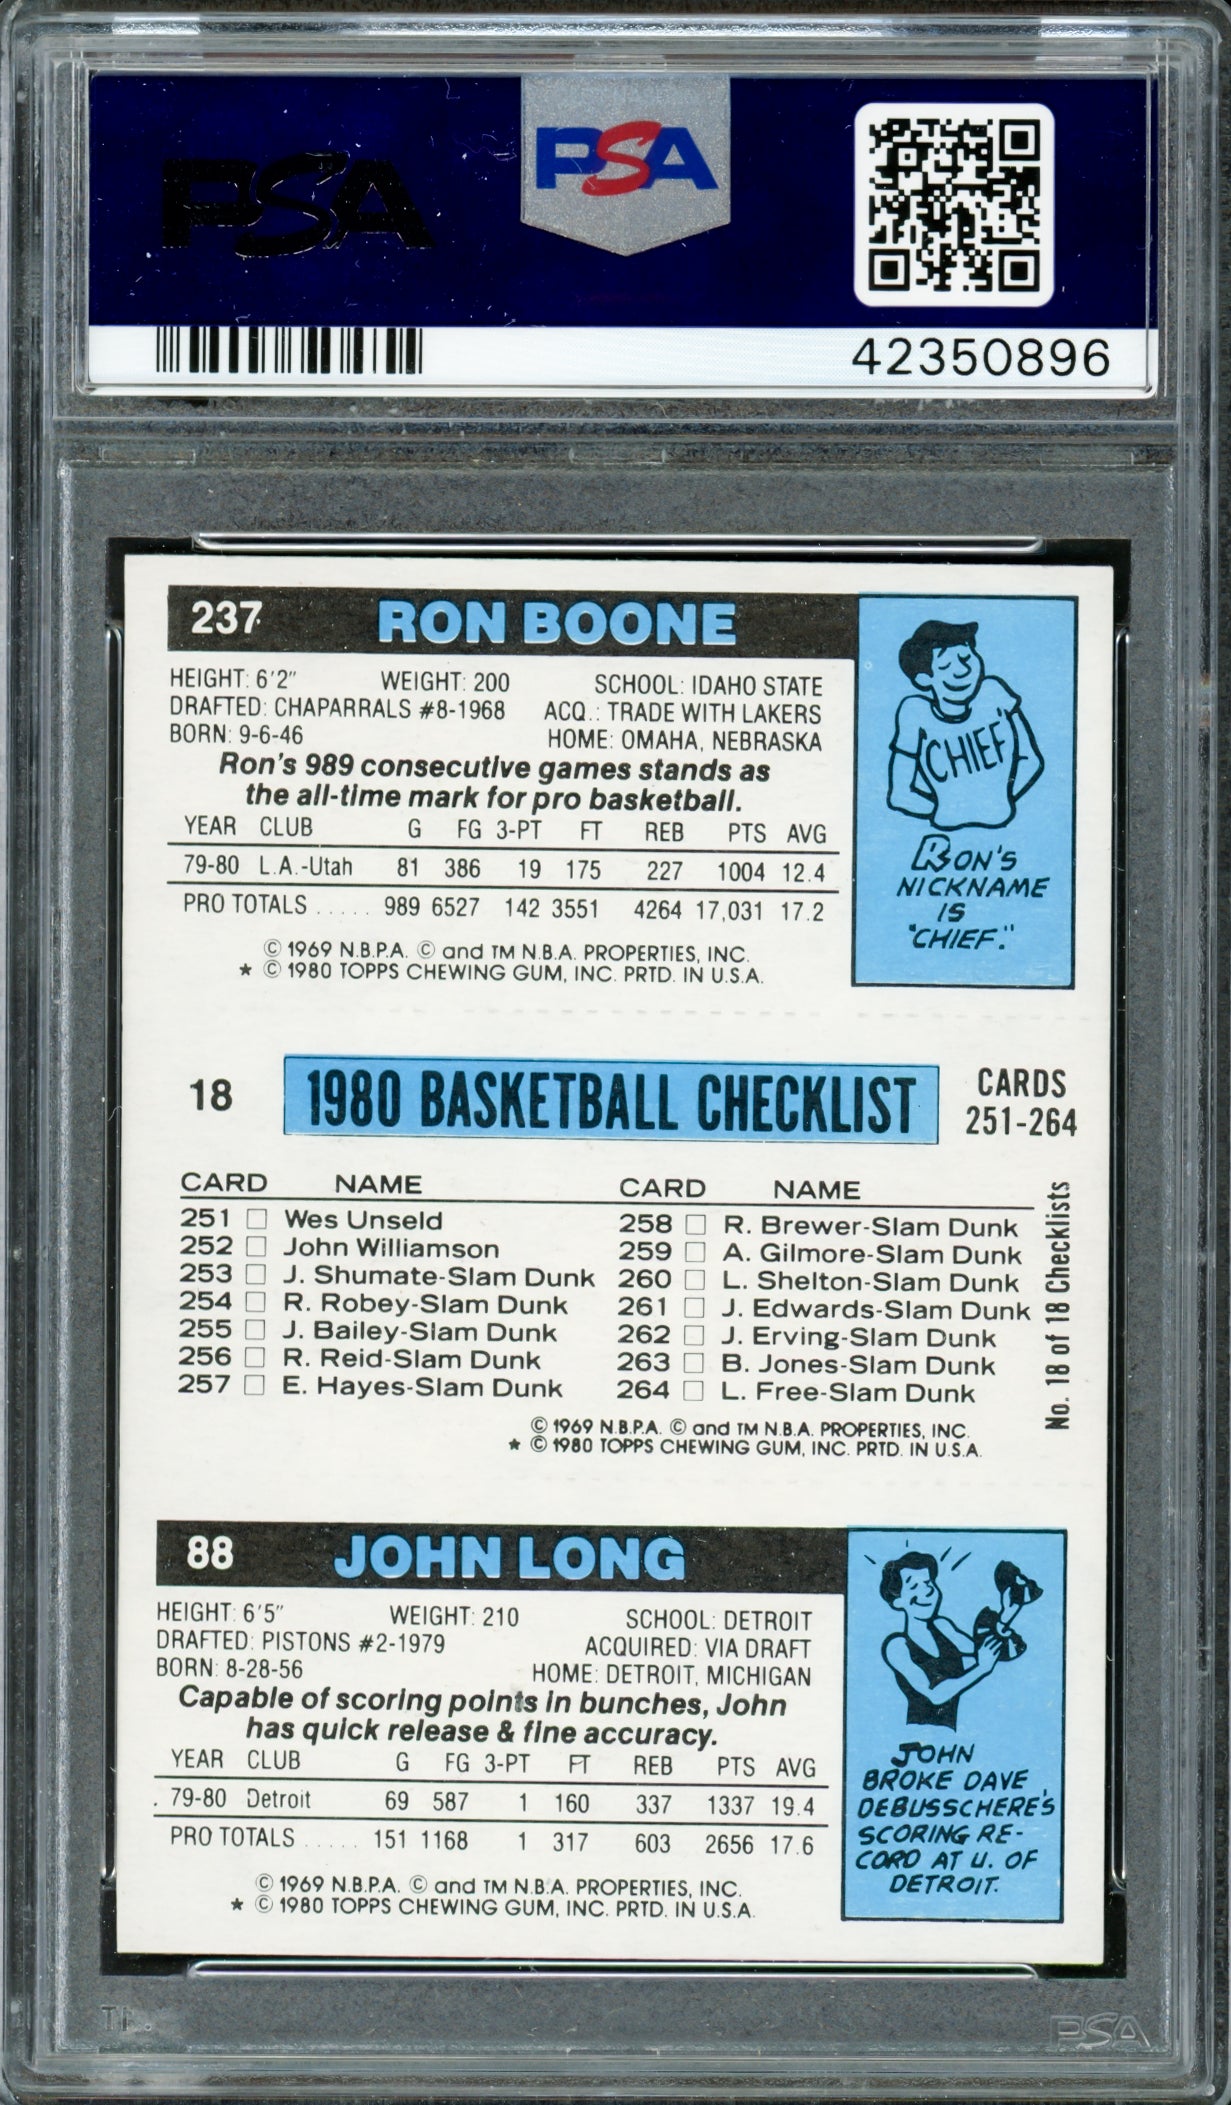 PSA
PSA
42350896
237 RON BOONE
HEIGHT: 6'2" WEIGHT: 200 SCHOOL: IDAHO STATE
DRAFTED: CHAPARRALS #8-1968 ACQ.: TRADE WITH LAKERS
BORN: 9-6-46 HOME: OMAHA, NEBRASKA
Ron's 989 consecutive games stands as
the all-time mark for pro basketball.
YEAR CLUB G FG 3-PT FT REB PTS AVG
79-80 L.A.-Utah 81 386 19 175 227 1004 12.4
PRO TOTALS ..... 989 6527 142 3551 4264 17,031 17.2
© 1969 N.B.P.A. © and TM N.B.A. PROPERTIES, INC.
* © 1980 TOPPS CHEWING GUM, INC. PRTD. IN U.S.A.
CHIEF
RON'S
NICKNAME
IS
"CHIEF."
18 1980 BASKETBALL CHECKLIST CARDS
251-264
CARD NAME CARD NAME
251 □ Wes Unseld 258 □ R. Brewer-Slam Dunk
252 □ John Williamson 259 □ A. Gilmore-Slam Dunk
253 □ J. Shumate-Slam Dunk 260 □ L. Shelton-Slam Dunk
254 □ R. Robey-Slam Dunk 261 □ J. Edwards-Slam Dunk
255 □ J. Bailey-Slam Dunk 262 □ J. Erving-Slam Dunk
256 □ R. Reid-Slam Dunk 263 □ B. Jones-Slam Dunk
257 □ E. Hayes-Slam Dunk 264 □ L. Free-Slam Dunk
No. 18 of 18 Checklists
© 1969 N.B.P.A. © and TM N.B.A. PROPERTIES, INC.
* © 1980 TOPPS CHEWING GUM, INC. PRTD. IN U.S.A.
88 JOHN LONG
HEIGHT: 6'5" WEIGHT: 210 SCHOOL: DETROIT
DRAFTED: PISTONS #2-1979 ACQUIRED: VIA DRAFT
BORN: 8-28-56 HOME: DETROIT, MICHIGAN
Capable of scoring points in bunches, John
has quick release & fine accuracy.
YEAR CLUB G FG 3-PT FT REB PTS AVG
79-80 Detroit 69 587 1 160 337 1337 19.4
PRO TOTALS ..... 151 1168 1 317 603 2656 17.6
© 1969 N.B.P.A. © and TM N.B.A. PROPERTIES, INC.
* © 1980 TOPPS CHEWING GUM, INC. PRTD. IN U.S.A.
JOHN
BROKE DAVE
DEBUSSCHERE'S
SCORING RE-
CORD AT U. OF
DETROIT.
PSA